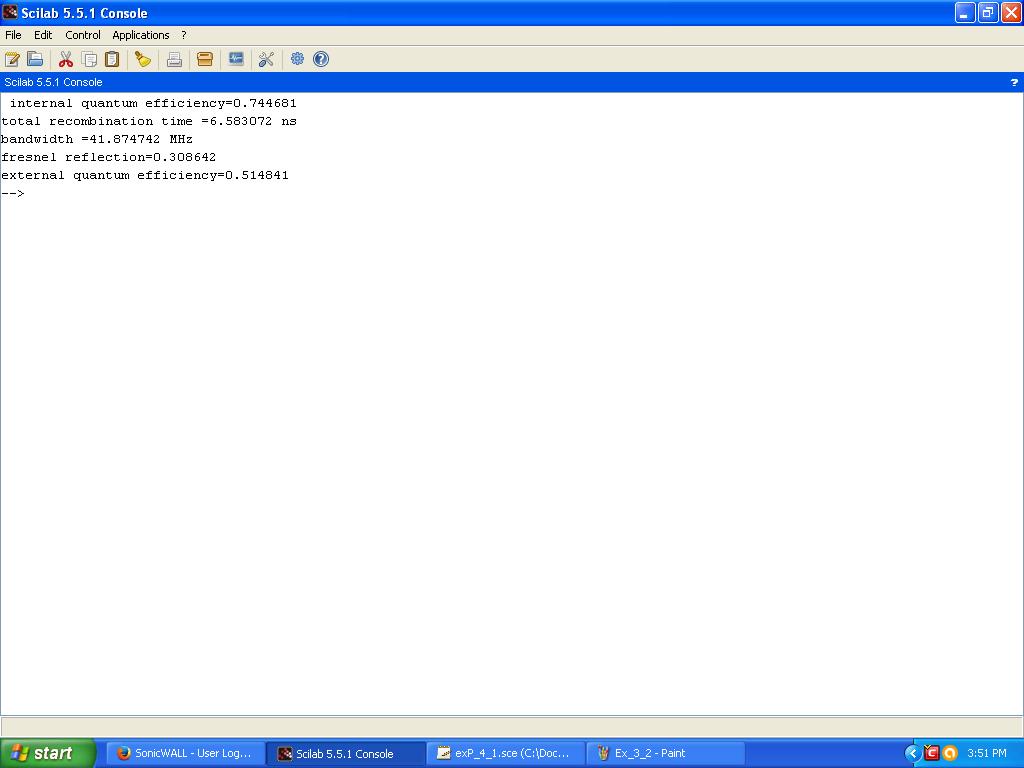 Scilab 5.5.1 Console
File Edit Control Applications ?
Scilab 5.5.1 Console ?
internal quantum efficiency=0.744681
total recombination time =6.583072 ns
bandwidth =41.874742 MHz
fresnel reflection=0.308642
external quantum efficiency=0.514841
-->
start SonicWALL - User Log... Scilab 5.5.1 Console exP_4_1.sce (C:\Doc... Ex_3_2 - Paint 3:51 PM